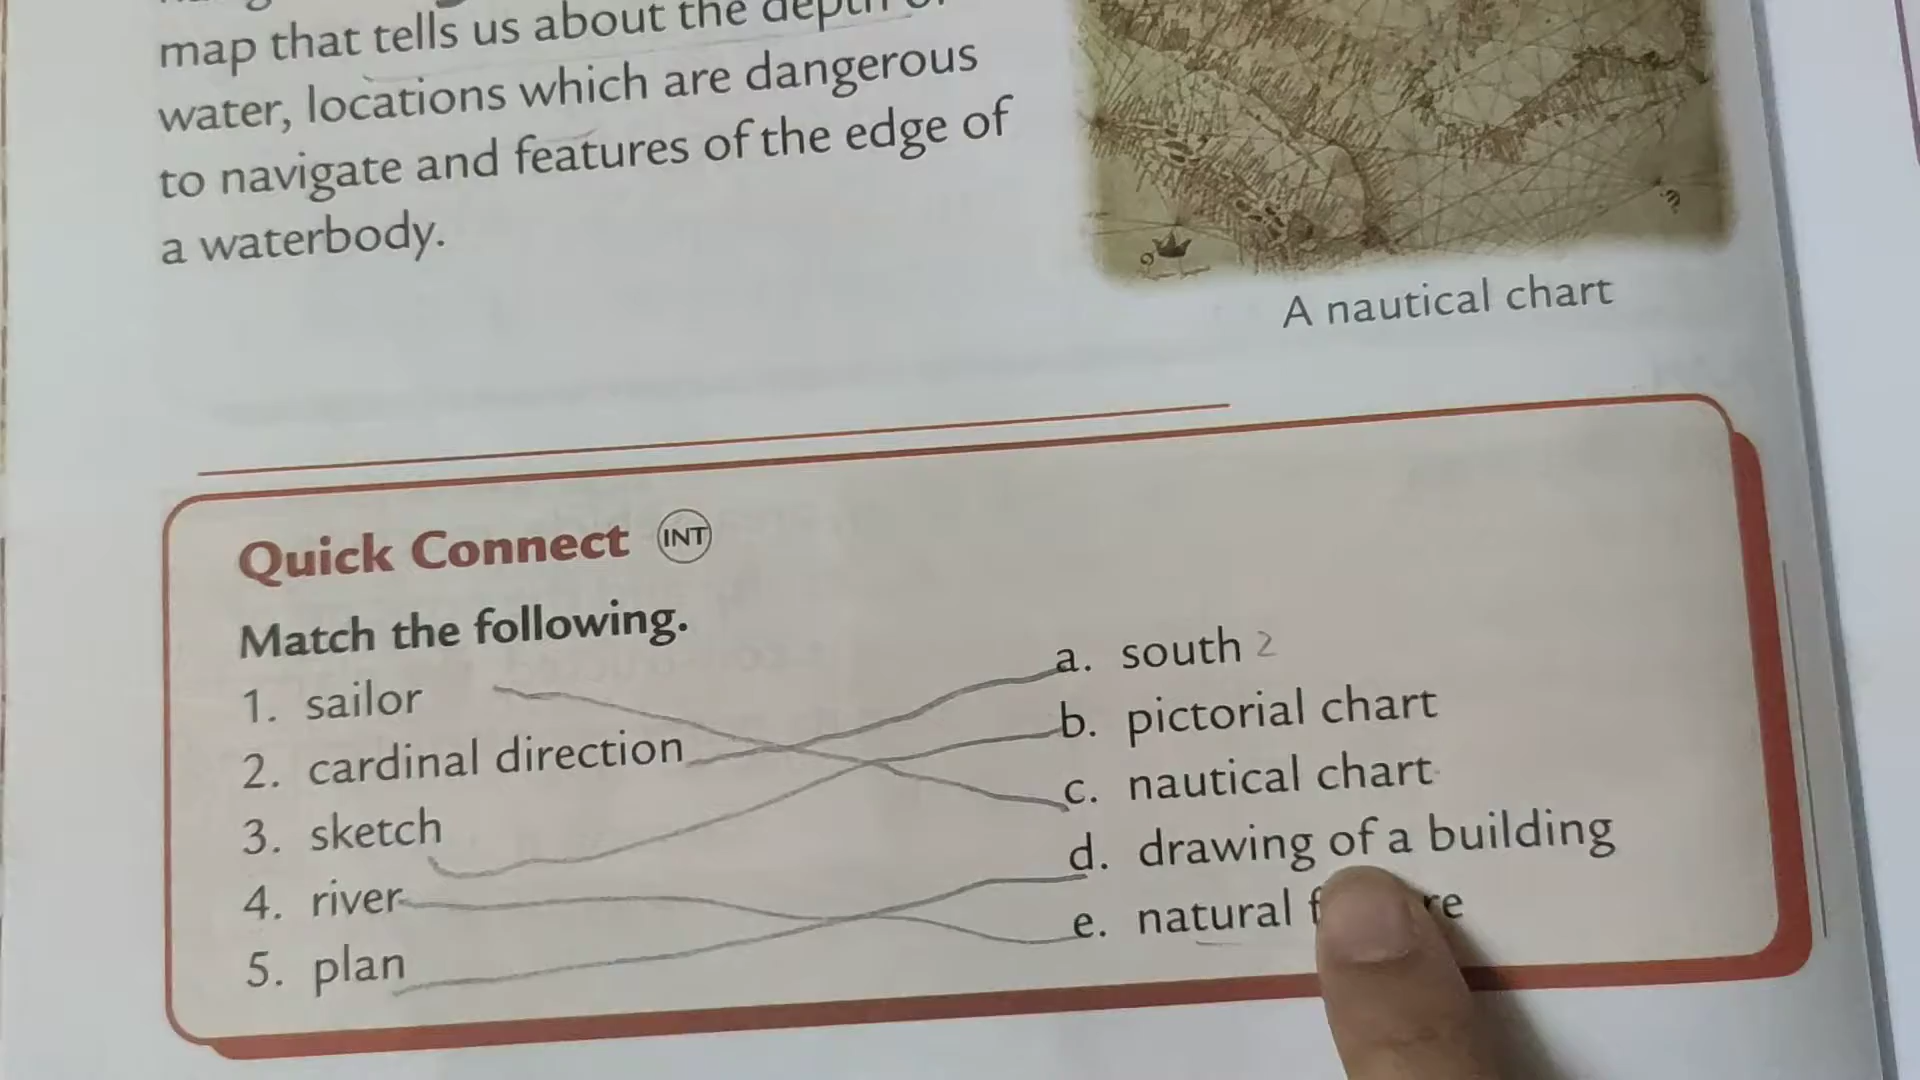 map that tells us about the depth of
water, locations which are dangerous
to navigate and features of the edge of
a waterbody.
A nautical chart
Quick Connect INT
Match the following.
1. sailor
2. cardinal direction
3. sketch
4. river
5. plan
a. south 2
b. pictorial chart
c. nautical chart
d. drawing of a building
e. natural